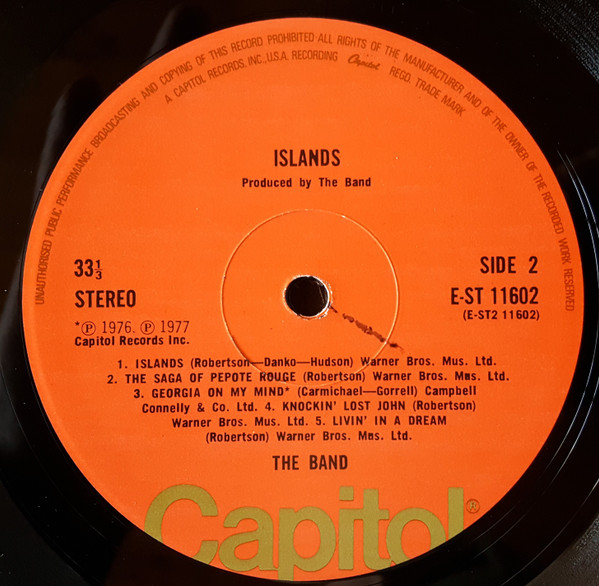 UNAUTHORISED PUBLIC PERFORMANCE BROADCASTING AND COPYING OF THIS RECORD PROHIBITED ALL RIGHTS OF THE MANUFACTURER AND OF THE OWNER OF THE RECORDED WORK RESERVED
A CAPITOL RECORDS, INC., U.S.A. RECORDING Capitol REGD. TRADE MARK
ISLANDS
Produced by The Band
33⅓
SIDE 2
STEREO
E-ST 11602
(E-ST2 11602)
*Ⓟ 1976. Ⓟ 1977
Capitol Records Inc.
1. ISLANDS (Robertson—Danko—Hudson) Warner Bros. Mus. Ltd.
2. THE SAGA OF PEPOTE ROUGE (Robertson) Warner Bros. Mus. Ltd.
3. GEORGIA ON MY MIND* (Carmichael—Gorrell) Campbell
Connelly & Co. Ltd. 4. KNOCKIN' LOST JOHN (Robertson)
Warner Bros. Mus. Ltd. 5. LIVIN' IN A DREAM
(Robertson) Warner Bros. Mus. Ltd.
THE BAND
Capitol®